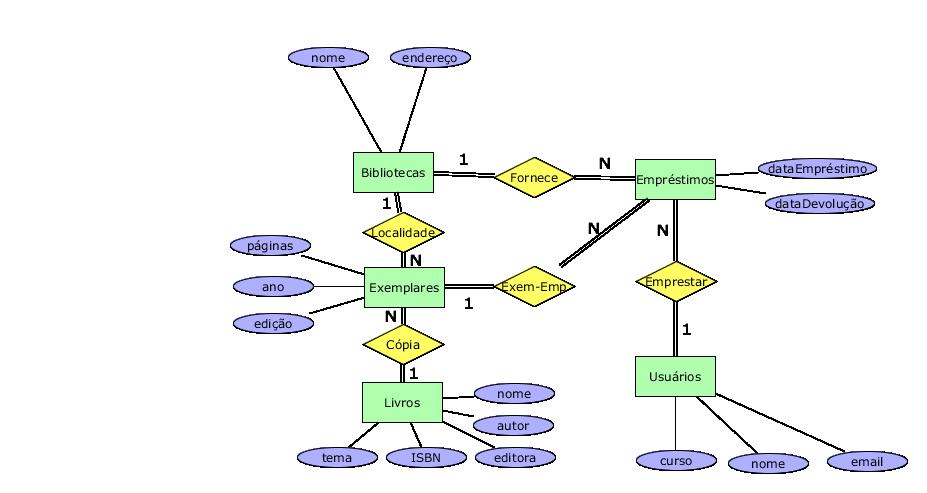 nome
endereço
1
N
Bibliotecas
Fornece
Empréstimos
dataEmpréstimo
dataDevolução
1
Localidade
N
N
N
páginas
ano
edição
Exemplares
1
Exem-Emp
Emprestar
N
Cópia
1
1
Livros
Usuários
nome
autor
tema
ISBN
editora
curso
nome
email